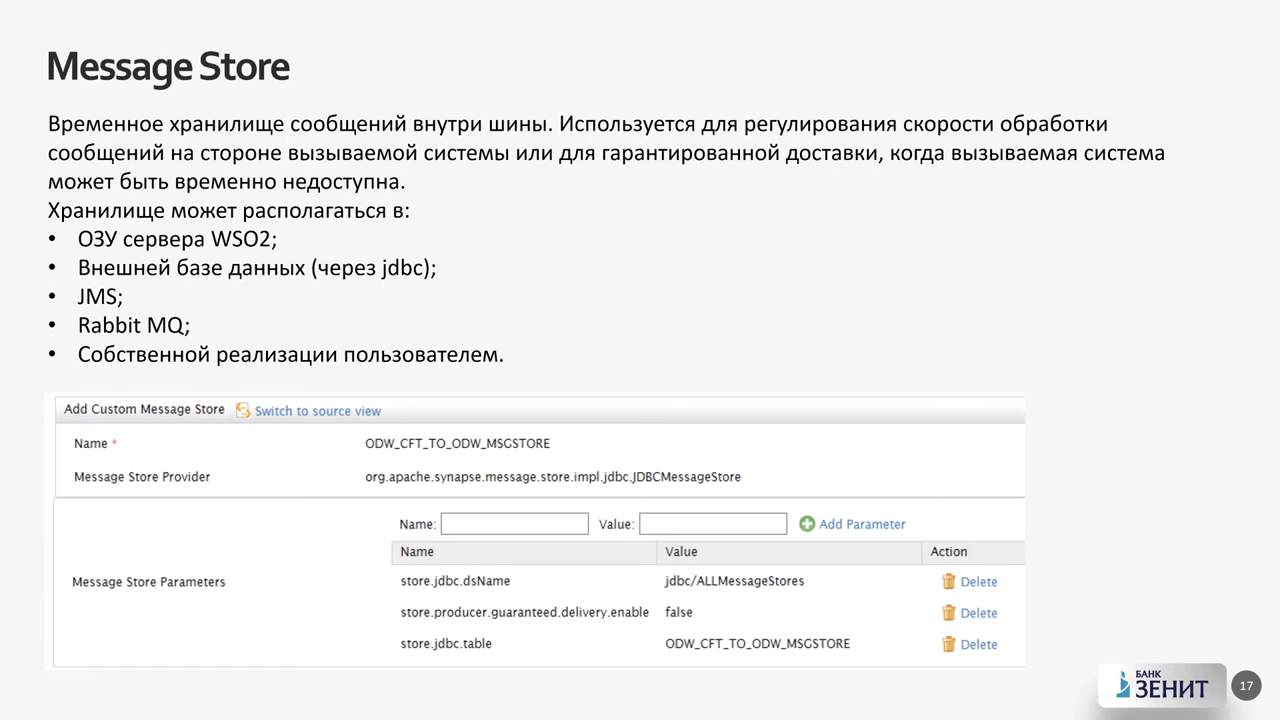 Message Store
Временное хранилище сообщений внутри шины. Используется для регулирования скорости обработки
сообщений на стороне вызываемой системы или для гарантированной доставки, когда вызываемая система
может быть временно недоступна.
Хранилище может располагаться в:
• ОЗУ сервера WSO2;
• Внешней базе данных (через jdbc);
• JMS;
• Rabbit MQ;
• Собственной реализации пользователем.
Add Custom Message Store Switch to source view
Name * ODW_CFT_TO_ODW_MSGSTORE
Message Store Provider org.apache.synapse.message.store.impl.jdbc.JDBCMessageStore
Name: Value: Add Parameter
Name Value Action
Message Store Parameters store.jdbc.dsName jdbc/ALLMessageStores Delete
store.producer.guaranteed.delivery.enable false Delete
store.jdbc.table ODW_CFT_TO_ODW_MSGSTORE Delete
БАНК
ЗЕНИТ
17